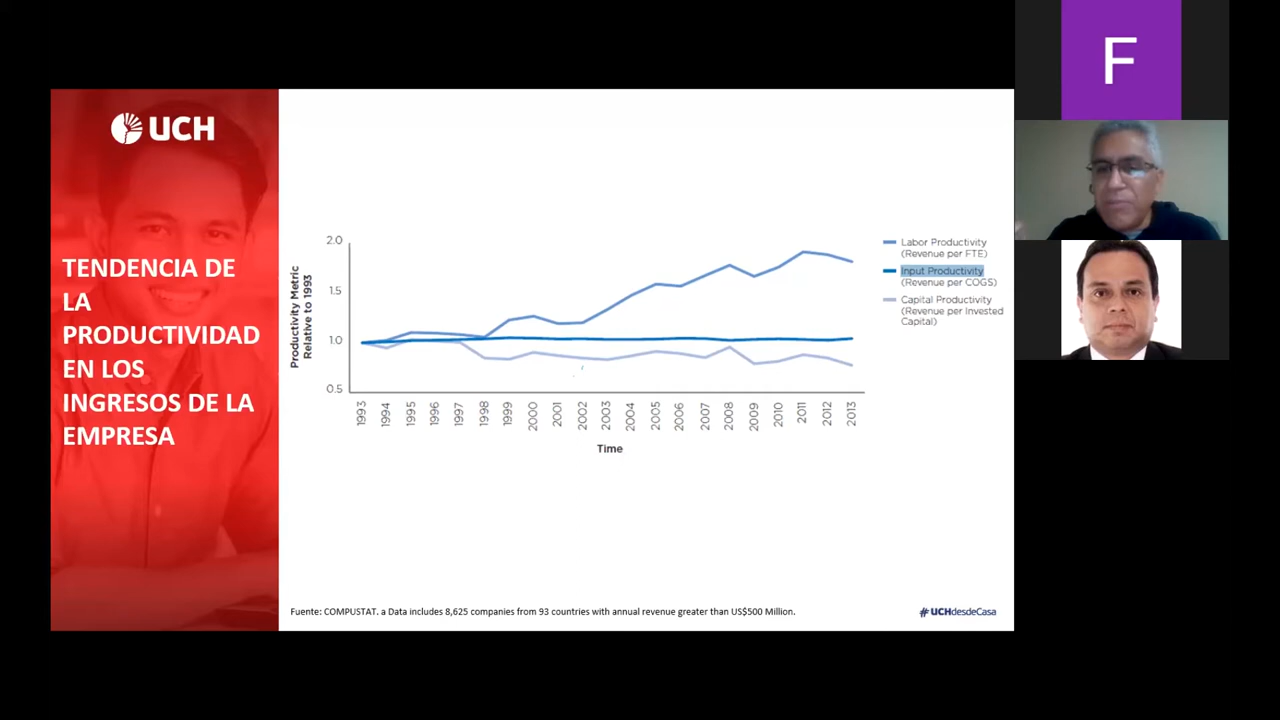 UCH
TENDENCIA DE
LA
PRODUCTIVIDAD
EN LOS
INGRESOS DE LA
EMPRESA
Productivity Metric
Relative to 1993
2.0
1.5
1.0
0.5
1993
1994
1995
1996
1997
1998
1999
2000
2001
2002
2003
2004
2005
2006
2007
2008
2009
2010
2011
2012
2013
Time
Labor Productivity
(Revenue per FTE)
Input Productivity
(Revenue per COGS)
Capital Productivity
(Revenue per Invested
Capital)
Fuente: COMPUSTAT. a Data includes 8,625 companies from 93 countries with annual revenue greater than US$500 Million.
#UCHdesdeCasa
F